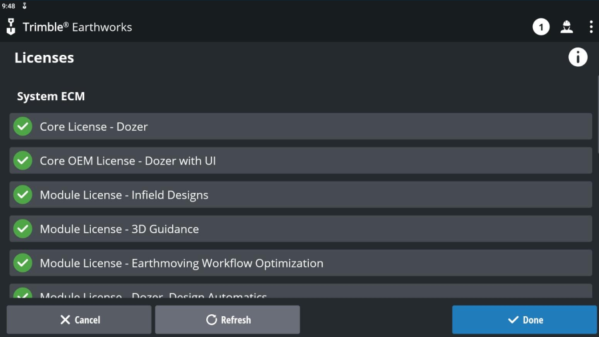 9:48
Trimble® Earthworks
1
Licenses
System ECM
Core License - Dozer
Core OEM License - Dozer with UI
Module License - Infield Designs
Module License - 3D Guidance
Module License - Earthmoving Workflow Optimization
Module License - Dozer, Design Automatics
Cancel
Refresh
Done